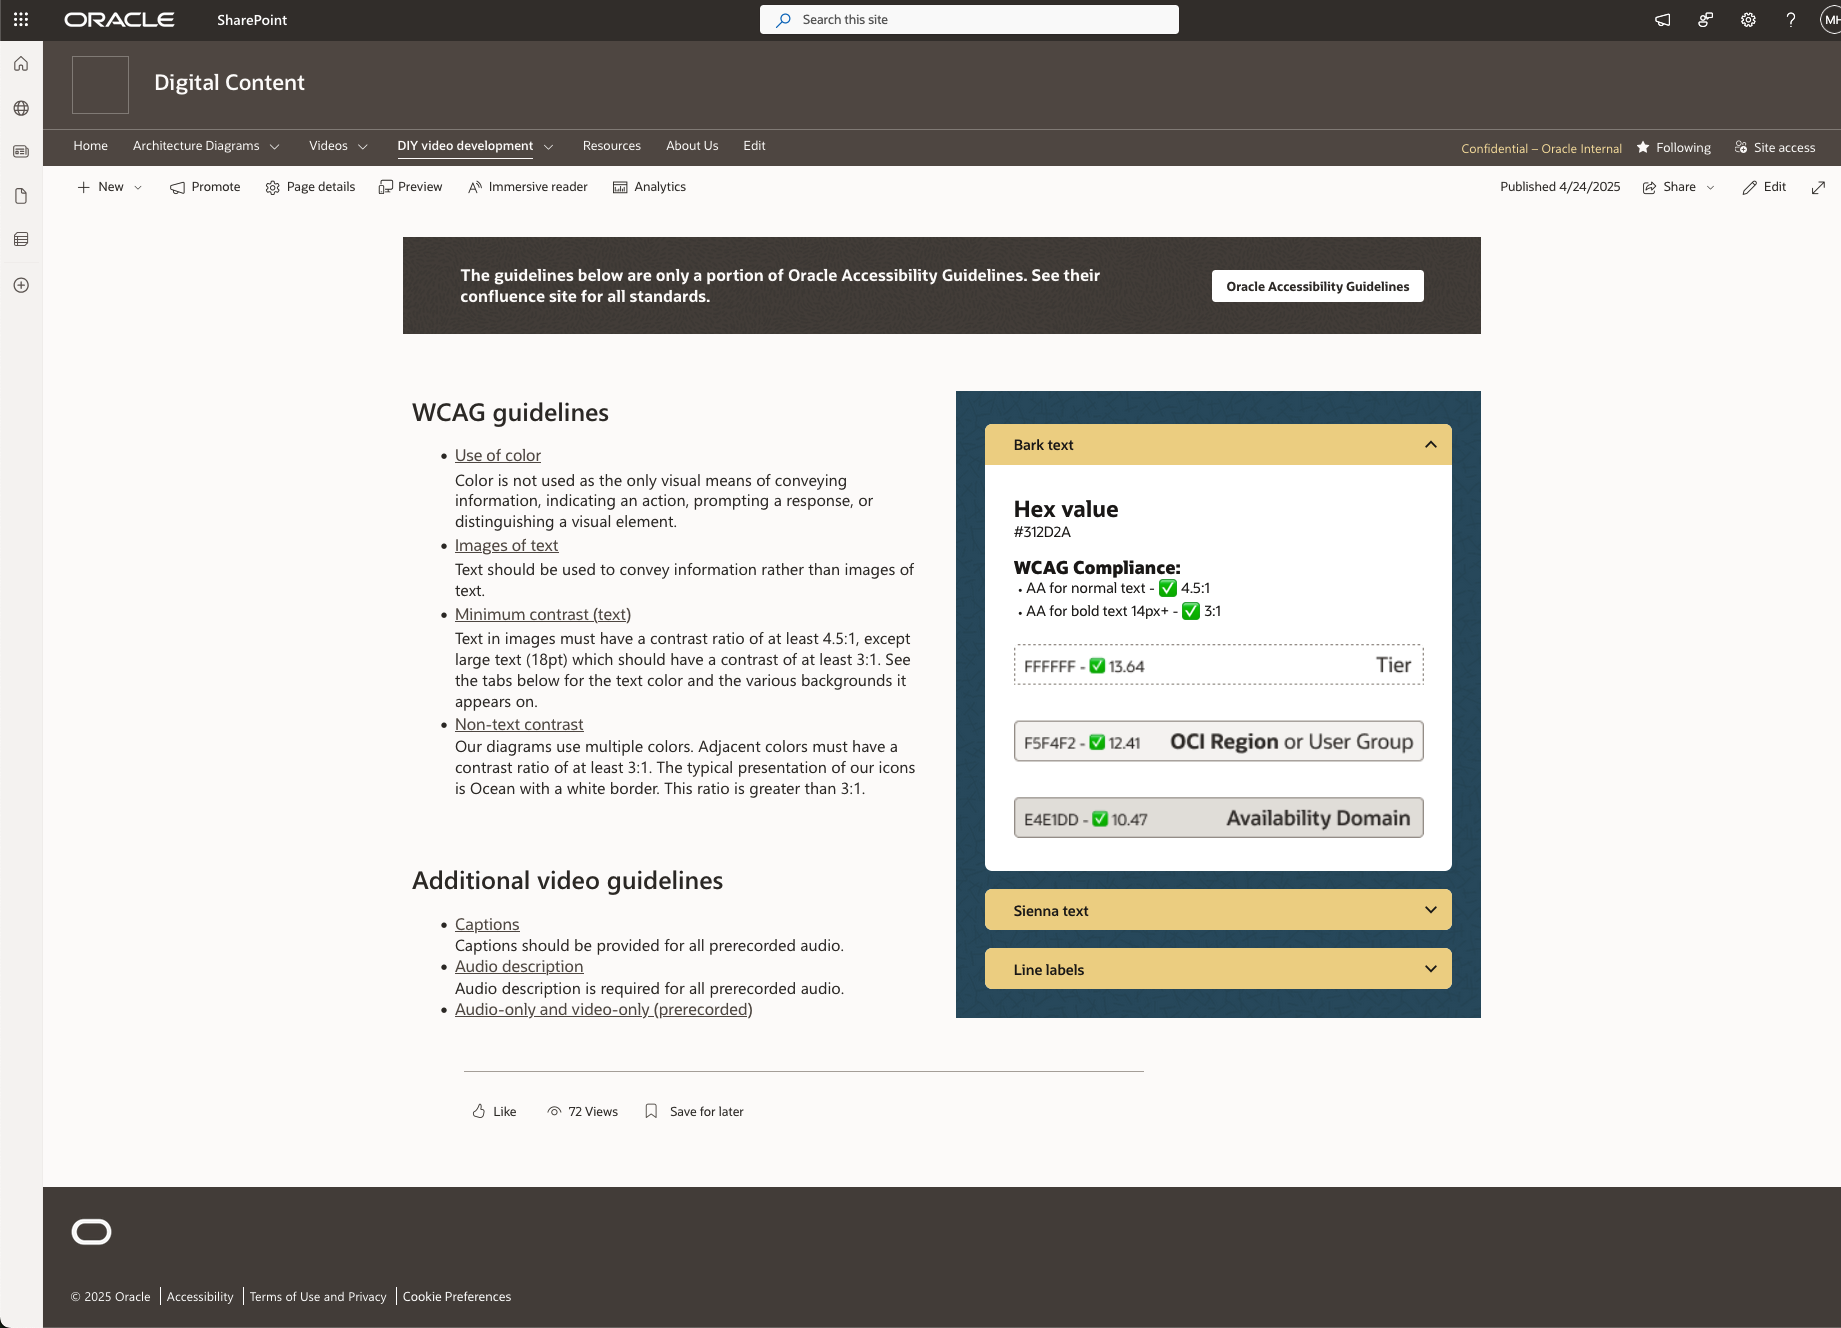 ORACLE SharePoint Search this site ? MH
Digital Content
Home Architecture Diagrams Videos DIY video development Resources About Us Edit Confidential – Oracle Internal Following Site access
New Promote Page details Preview Immersive reader Analytics Published 4/24/2025 Share Edit
The guidelines below are only a portion of Oracle Accessibility Guidelines. See their
confluence site for all standards.
Oracle Accessibility Guidelines
WCAG guidelines
• Use of color
Color is not used as the only visual means of conveying
information, indicating an action, prompting a response, or
distinguishing a visual element.
• Images of text
Text should be used to convey information rather than images of
text.
• Minimum contrast (text)
Text in images must have a contrast ratio of at least 4.5:1, except
large text (18pt) which should have a contrast of at least 3:1. See
the tabs below for the text color and the various backgrounds it
appears on.
• Non-text contrast
Our diagrams use multiple colors. Adjacent colors must have a
contrast ratio of at least 3:1. The typical presentation of our icons
is Ocean with a white border. This ratio is greater than 3:1.
Additional video guidelines
• Captions
Captions should be provided for all prerecorded audio.
• Audio description
Audio description is required for all prerecorded audio.
• Audio-only and video-only (prerecorded)
Bark text
Hex value
#312D2A
WCAG Compliance:
• AA for normal text - ✅ 4.5:1
• AA for bold text 14px+ - ✅ 3:1
FFFFFF - ✅ 13.64 Tier
F5F4F2 - ✅ 12.41 OCI Region or User Group
E4E1DD - ✅ 10.47 Availability Domain
Sienna text
Line labels
Like 72 Views Save for later
© 2025 Oracle | Accessibility | Terms of Use and Privacy | Cookie Preferences